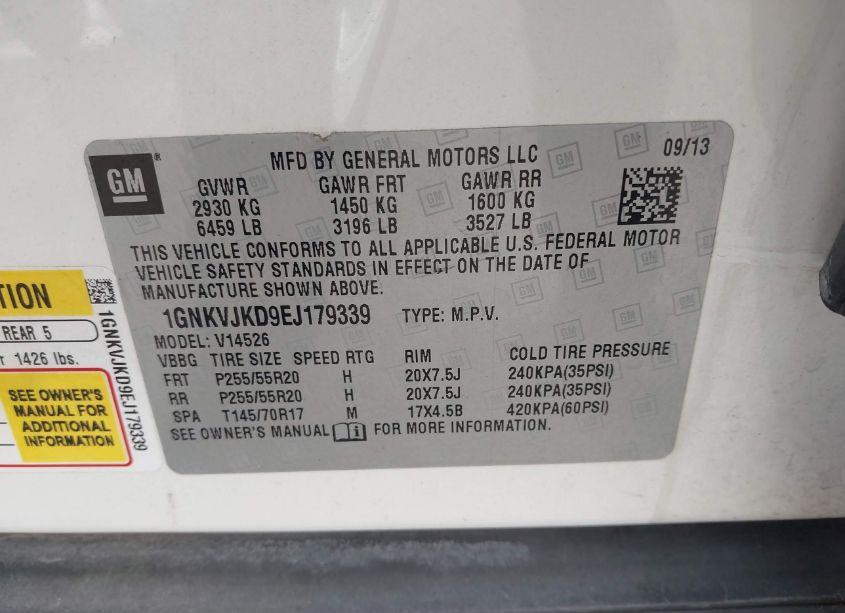 GM
MFD BY GENERAL MOTORS LLC
09/13
GVWR GAWR FRT GAWR RR
2930 KG 1450 KG 1600 KG
6459 LB 3196 LB 3527 LB
THIS VEHICLE CONFORMS TO ALL APPLICABLE U.S. FEDERAL MOTOR
VEHICLE SAFETY STANDARDS IN EFFECT ON THE DATE OF
MANUFACTURE SHOWN ABOVE.
1GNKVJKD9EJ179339 TYPE: M.P.V.
MODEL: V14526
VBBG TIRE SIZE SPEED RTG RIM COLD TIRE PRESSURE
FRT P255/55R20 H 20X7.5J 240KPA(35PSI)
RR P255/55R20 H 20X7.5J 240KPA(35PSI)
SPA T145/70R17 M 17X4.5B 420KPA(60PSI)
SEE OWNER'S MANUAL FOR MORE INFORMATION.
REAR 5
1426 lbs.
SEE OWNER'S
MANUAL FOR
ADDITIONAL
INFORMATION
1GNKVJKD9EJ179339